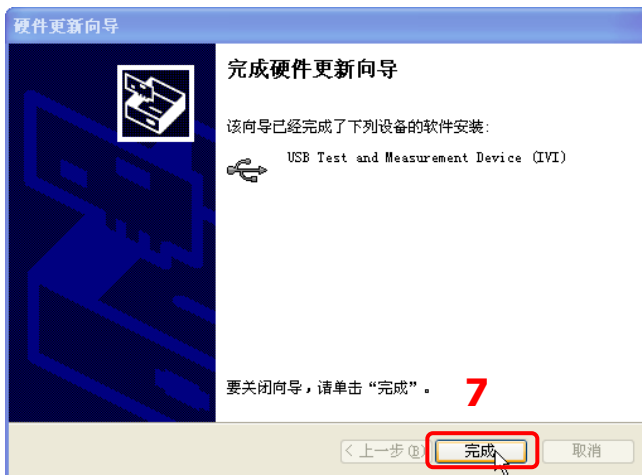 硬件更新向导
完成硬件更新向导
该向导已经完成了下列设备的软件安装:
USB Test and Measurement Device (IVI)
要关闭向导，请单击“完成”。
7
< 上一步(B) 完成 取消